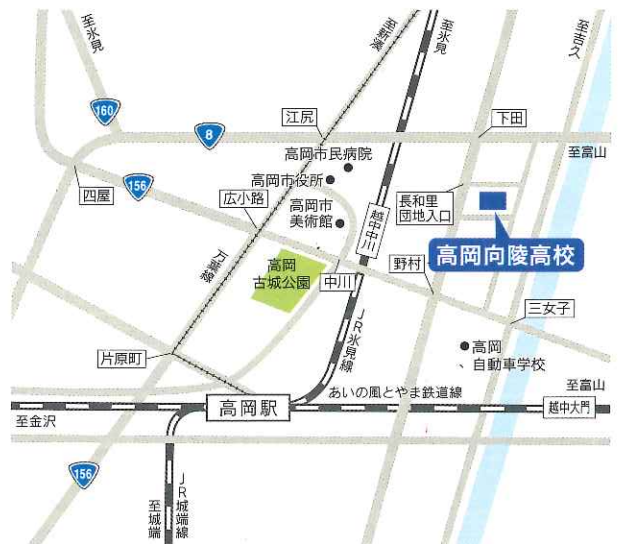 至氷見
至新湊
至氷見
至吉久
160
8
江尻
下田
至富山
高岡市民病院
高岡市役所
156
四屋
広小路
高岡市
美術館
越中中川
長和里
団地入口
高岡向陵高校
万葉線
高岡
古城公園
中川
野村
三女子
JR氷見線
片原町
高岡
自動車学校
あいの風とやま鉄道線
至富山
高岡駅
越中大門
至金沢
156
JR城端線
至城端